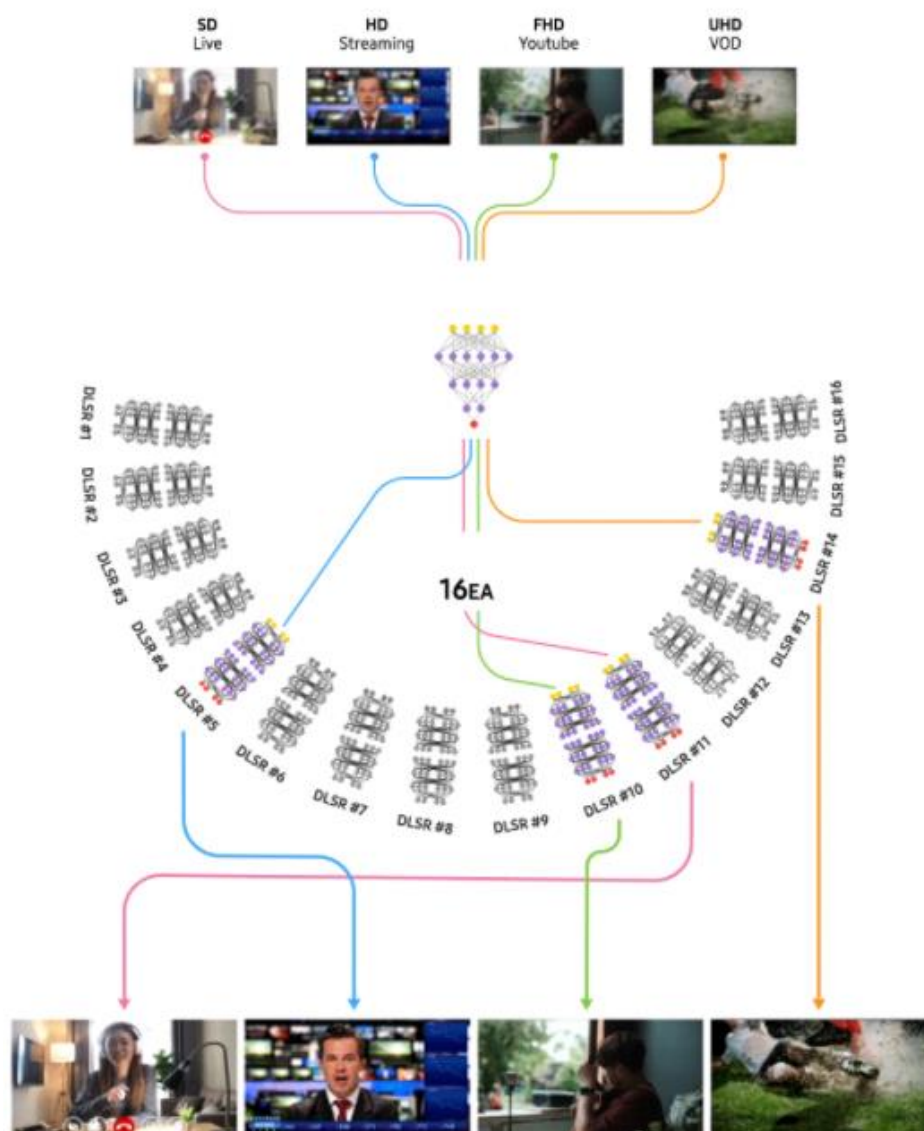 SD
Live
HD
Streaming
FHD
Youtube
UHD
VOD
DLSR #1
DLSR #2
DLSR #3
DLSR #4
DLSR #5
DLSR #6
DLSR #7
DLSR #8
DLSR #9
DLSR #10
DLSR #11
DLSR #12
DLSR #13
DLSR #14
DLSR #15
DLSR #16
16EA